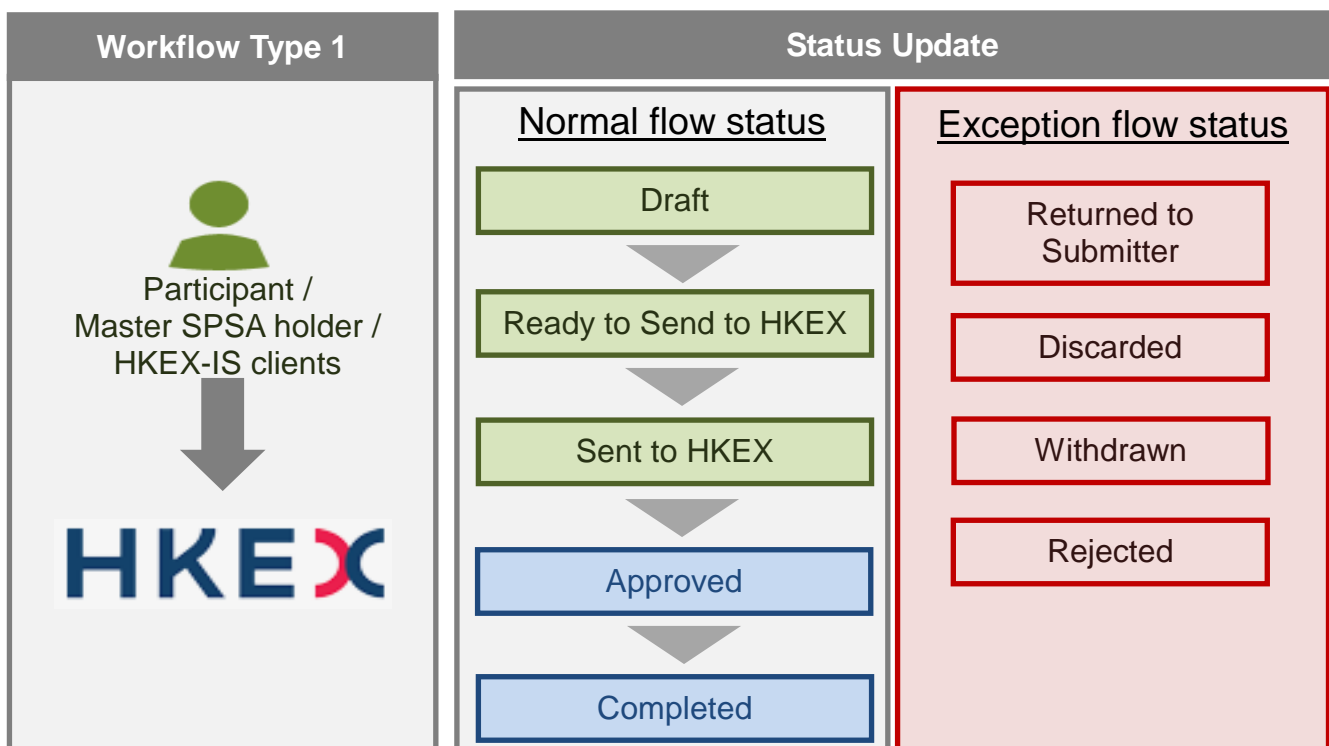 Workflow Type 1
Status Update
Participant /
Master SPSA holder /
HKEX-IS clients
HKEX
Normal flow status
Draft
Ready to Send to HKEX
Sent to HKEX
Approved
Completed
Exception flow status
Returned to
Submitter
Discarded
Withdrawn
Rejected